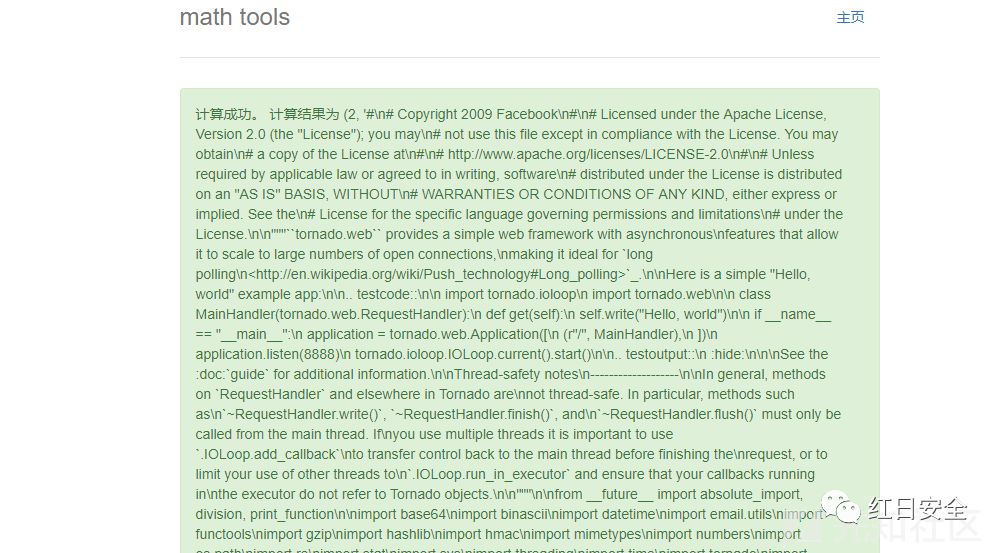 math tools
主页
计算成功。 计算结果为 (2, '#\n# Copyright 2009 Facebook\n#\n# Licensed under the Apache License,
Version 2.0 (the "License"); you may\n# not use this file except in compliance with the License. You may
obtain\n# a copy of the License at\n#\n# http://www.apache.org/licenses/LICENSE-2.0\n#\n# Unless
required by applicable law or agreed to in writing, software\n# distributed under the License is distributed
on an "AS IS" BASIS, WITHOUT\n# WARRANTIES OR CONDITIONS OF ANY KIND, either express or
implied. See the\n# License for the specific language governing permissions and limitations\n# under the
License.\n\n"""``tornado.web`` provides a simple web framework with asynchronous\nfeatures that allow
it to scale to large numbers of open connections,\nmaking it ideal for `long
polling\n<http://en.wikipedia.org/wiki/Push_technology#Long_polling>`_.\n\nHere is a simple "Hello,
world" example app:\n\n.. testcode::\n\n import tornado.ioloop\n import tornado.web\n\n class
MainHandler(tornado.web.RequestHandler):\n def get(self):\n self.write("Hello, world")\n\n if __name__
== "__main__":\n application = tornado.web.Application([\n (r"/", MainHandler),\n ])\n
application.listen(8888)\n tornado.ioloop.IOLoop.current().start()\n\n.. testoutput::\n :hide:\n\n\nSee the
:doc:`guide` for additional information.\n\nThread-safety notes\n-------------------\n\nIn general, methods
on `RequestHandler` and elsewhere in Tornado are\nnot thread-safe. In particular, methods such
as\n`~RequestHandler.write()`, `~RequestHandler.finish()`, and\n`~RequestHandler.flush()` must only be
called from the main thread. If\nyou use multiple threads it is important to use
`.IOLoop.add_callback`\nto transfer control back to the main thread before finishing the\nrequest, or to
limit your use of other threads to\n`.IOLoop.run_in_executor` and ensure that your callbacks running
in\nthe executor do not refer to Tornado objects.\n\n"""\n\nfrom __future__ import absolute_import,
division, print_function\n\nimport base64\nimport binascii\nimport datetime\nimport email.utils\nimport
functools\nimport gzip\nimport hashlib\nimport hmac\nimport mimetypes\nimport numbers\nimport
红日安全